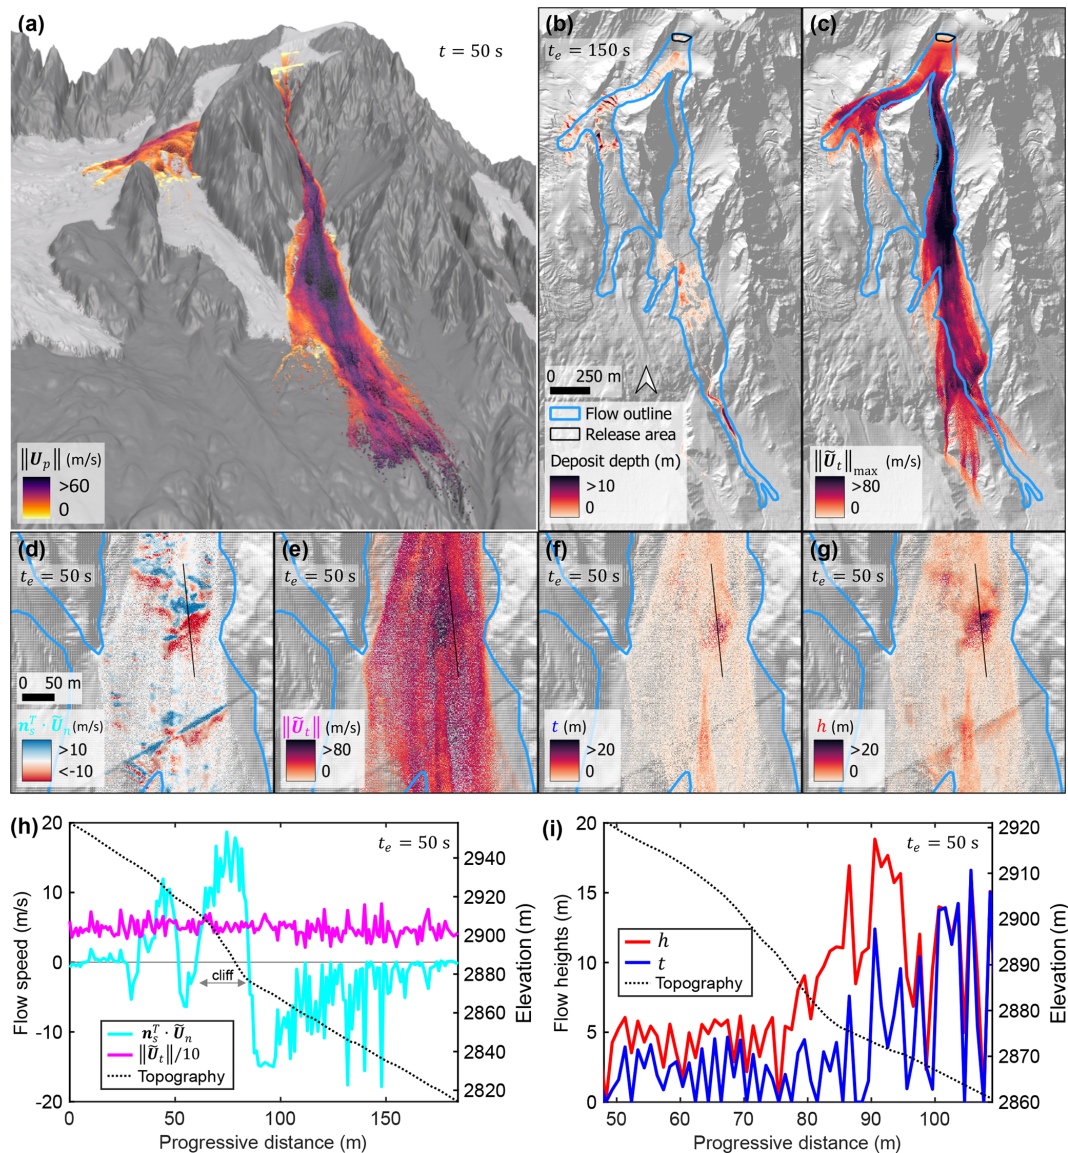 (a)
t = 50 s
‖U_p‖ (m/s)
>60
0
(b)
t_e = 150 s
0 250 m
Flow outline
Release area
Deposit depth (m)
>10
0
(c)
‖Ũ_t‖_max (m/s)
>80
0
(d)
t_e = 50 s
0 50 m
n_s^T · Ũ_n (m/s)
>10
<-10
(e)
t_e = 50 s
‖Ũ_t‖ (m/s)
>80
0
(f)
t_e = 50 s
t (m)
>20
0
(g)
t_e = 50 s
h (m)
>20
0
(h)
t_e = 50 s
20
10
0
-10
-20
Flow speed (m/s)
cliff
n_s^T · Ũ_n
‖Ũ_t‖/10
Topography
0 50 100 150
Progressive distance (m)
2940
2920
2900
2880
2860
2840
2820
Elevation (m)
(i)
t_e = 50 s
20
15
10
5
0
Flow heights (m)
h
t
Topography
50 60 70 80 90 100
Progressive distance (m)
2920
2910
2900
2890
2880
2870
2860
Elevation (m)